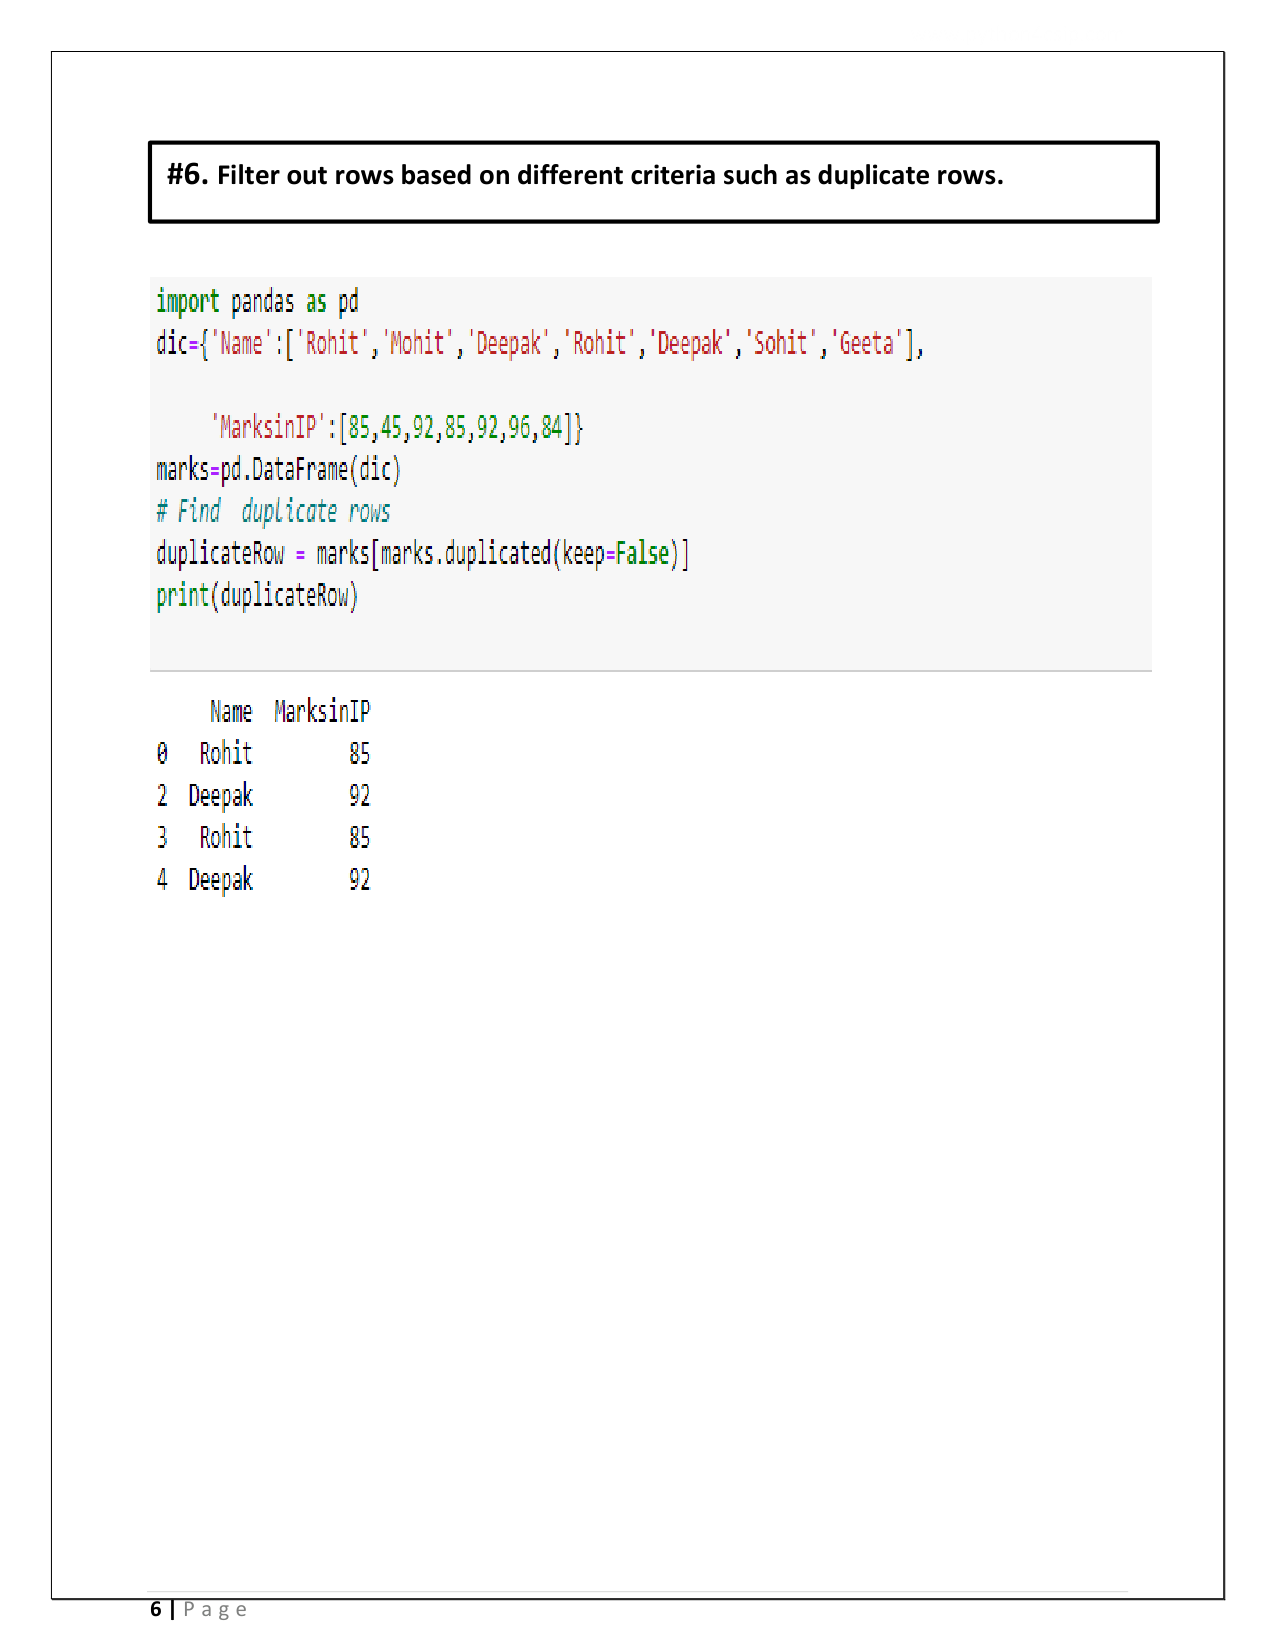 #6. Filter out rows based on different criteria such as duplicate rows.
import pandas as pd
dic={'Name':['Rohit','Mohit','Deepak','Rohit','Deepak','Sohit','Geeta'],
'MarksinIP':[85,45,92,85,92,96,84]}
marks=pd.DataFrame(dic)
# Find  duplicate rows
duplicateRow = marks[marks.duplicated(keep=False)]
print(duplicateRow)
Name  MarksinIP
0   Rohit         85
2  Deepak         92
3   Rohit         85
4  Deepak         92
6 | Page